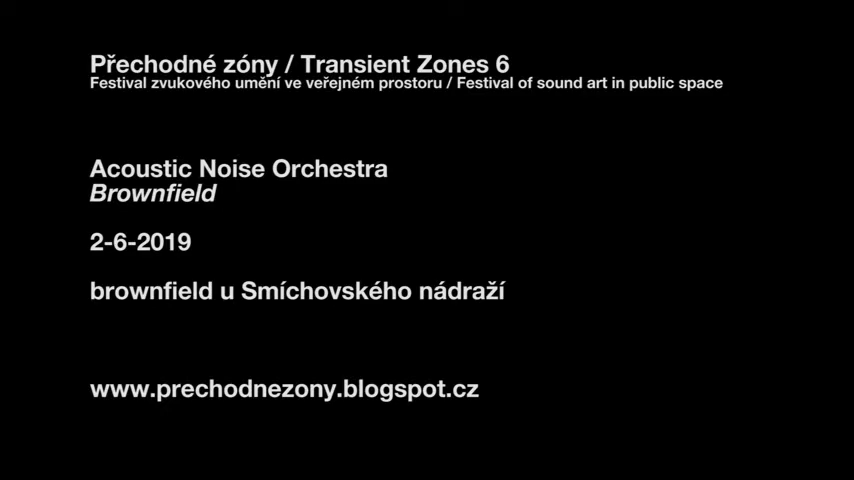 Přechodné zóny / Transient Zones 6
Festival zvukového umění ve veřejném prostoru / Festival of sound art in public space
Acoustic Noise Orchestra
Brownfield
2-6-2019
brownfield u Smíchovského nádraží
www.prechodnezony.blogspot.cz